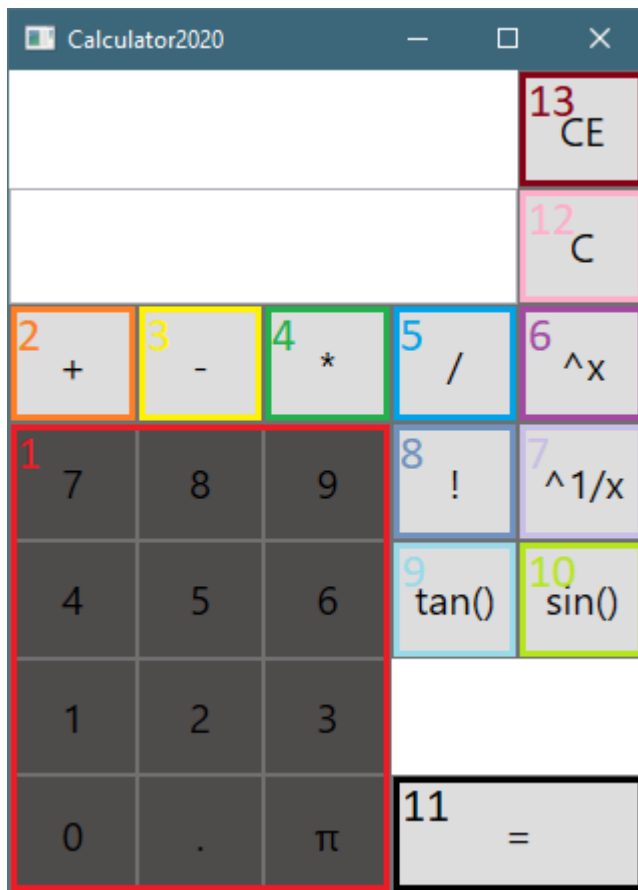 Calculator2020
13
CE
12
C
2 3 4 5 6
+ - * / ^x
1 8 7
7 8 9 ! ^1/x
9 10
4 5 6 tan() sin()
1 2 3
11
0 . π =